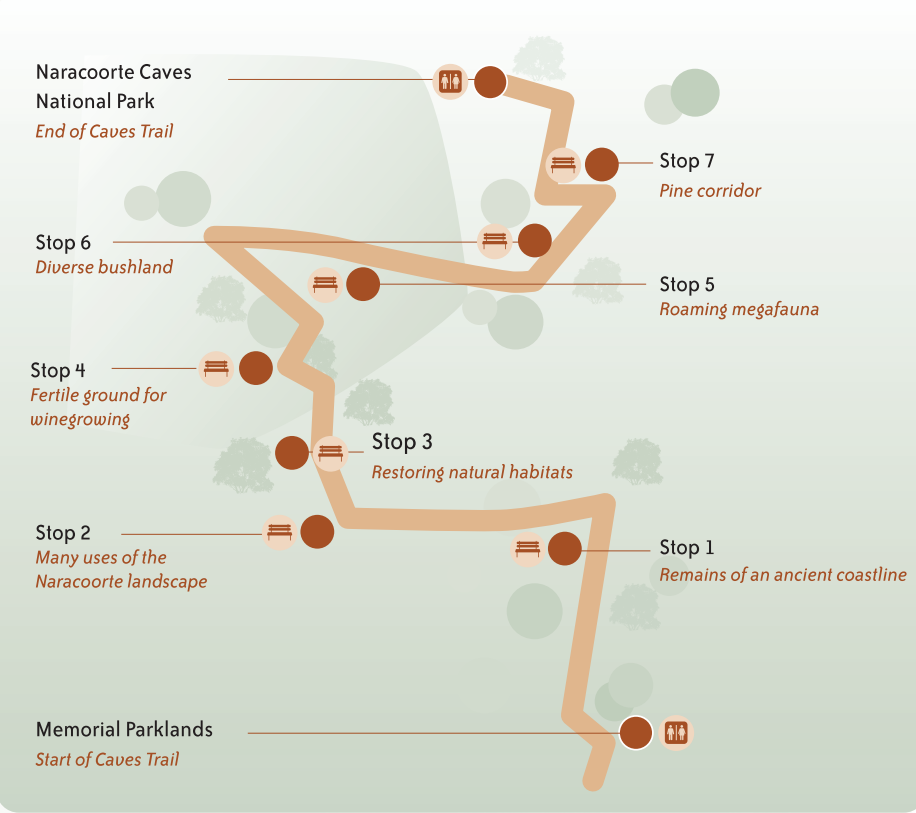 Naracoorte Caves
National Park
End of Caves Trail
Stop 7
Pine corridor
Stop 6
Diverse bushland
Stop 5
Roaming megafauna
Stop 4
Fertile ground for
winegrowing
Stop 3
Restoring natural habitats
Stop 2
Many uses of the
Naracoorte landscape
Stop 1
Remains of an ancient coastline
Memorial Parklands
Start of Caves Trail